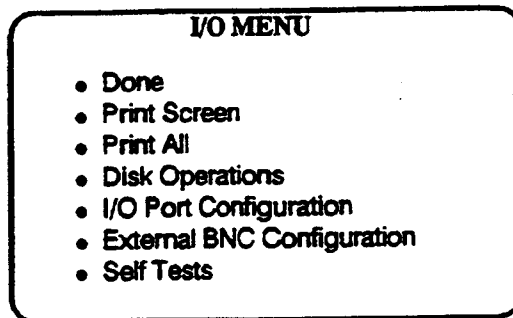 I/O MENU
• Done
• Print Screen
• Print All
• Disk Operations
• I/O Port Configuration
• External BNC Configuration
• Self Tests